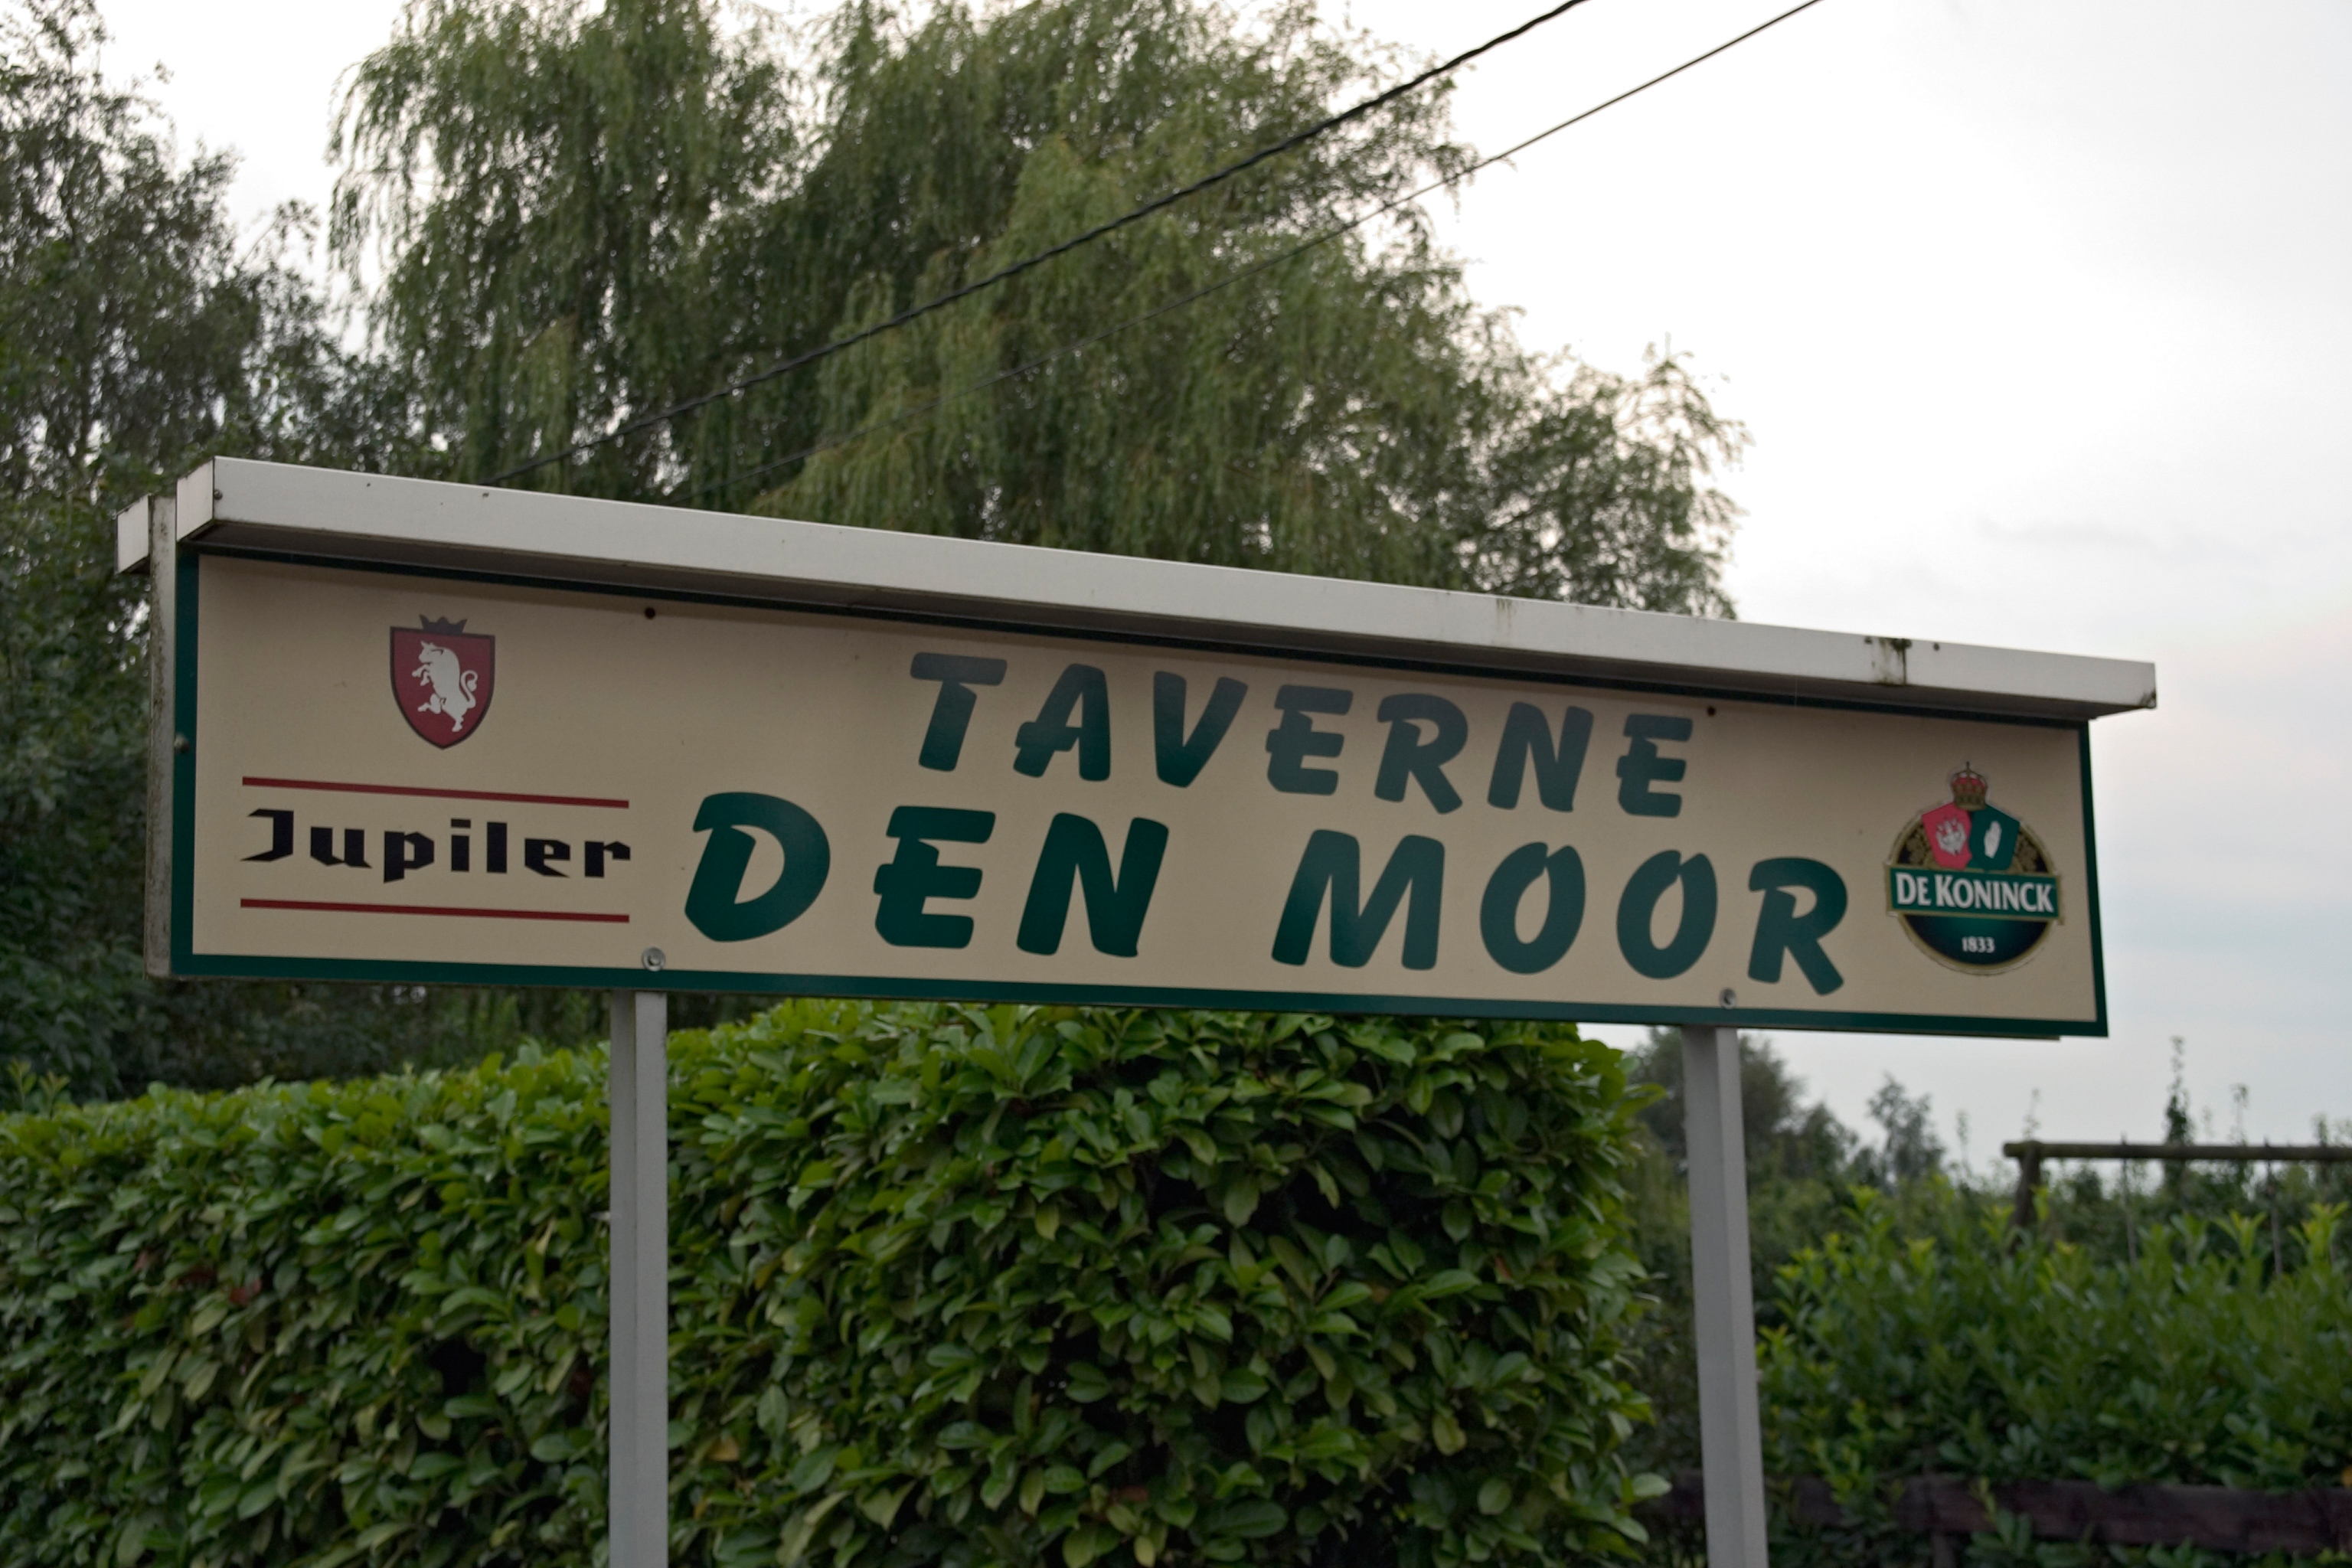 TAVERNE
DEN MOOR
Jupiler
DE KONINCK
1833